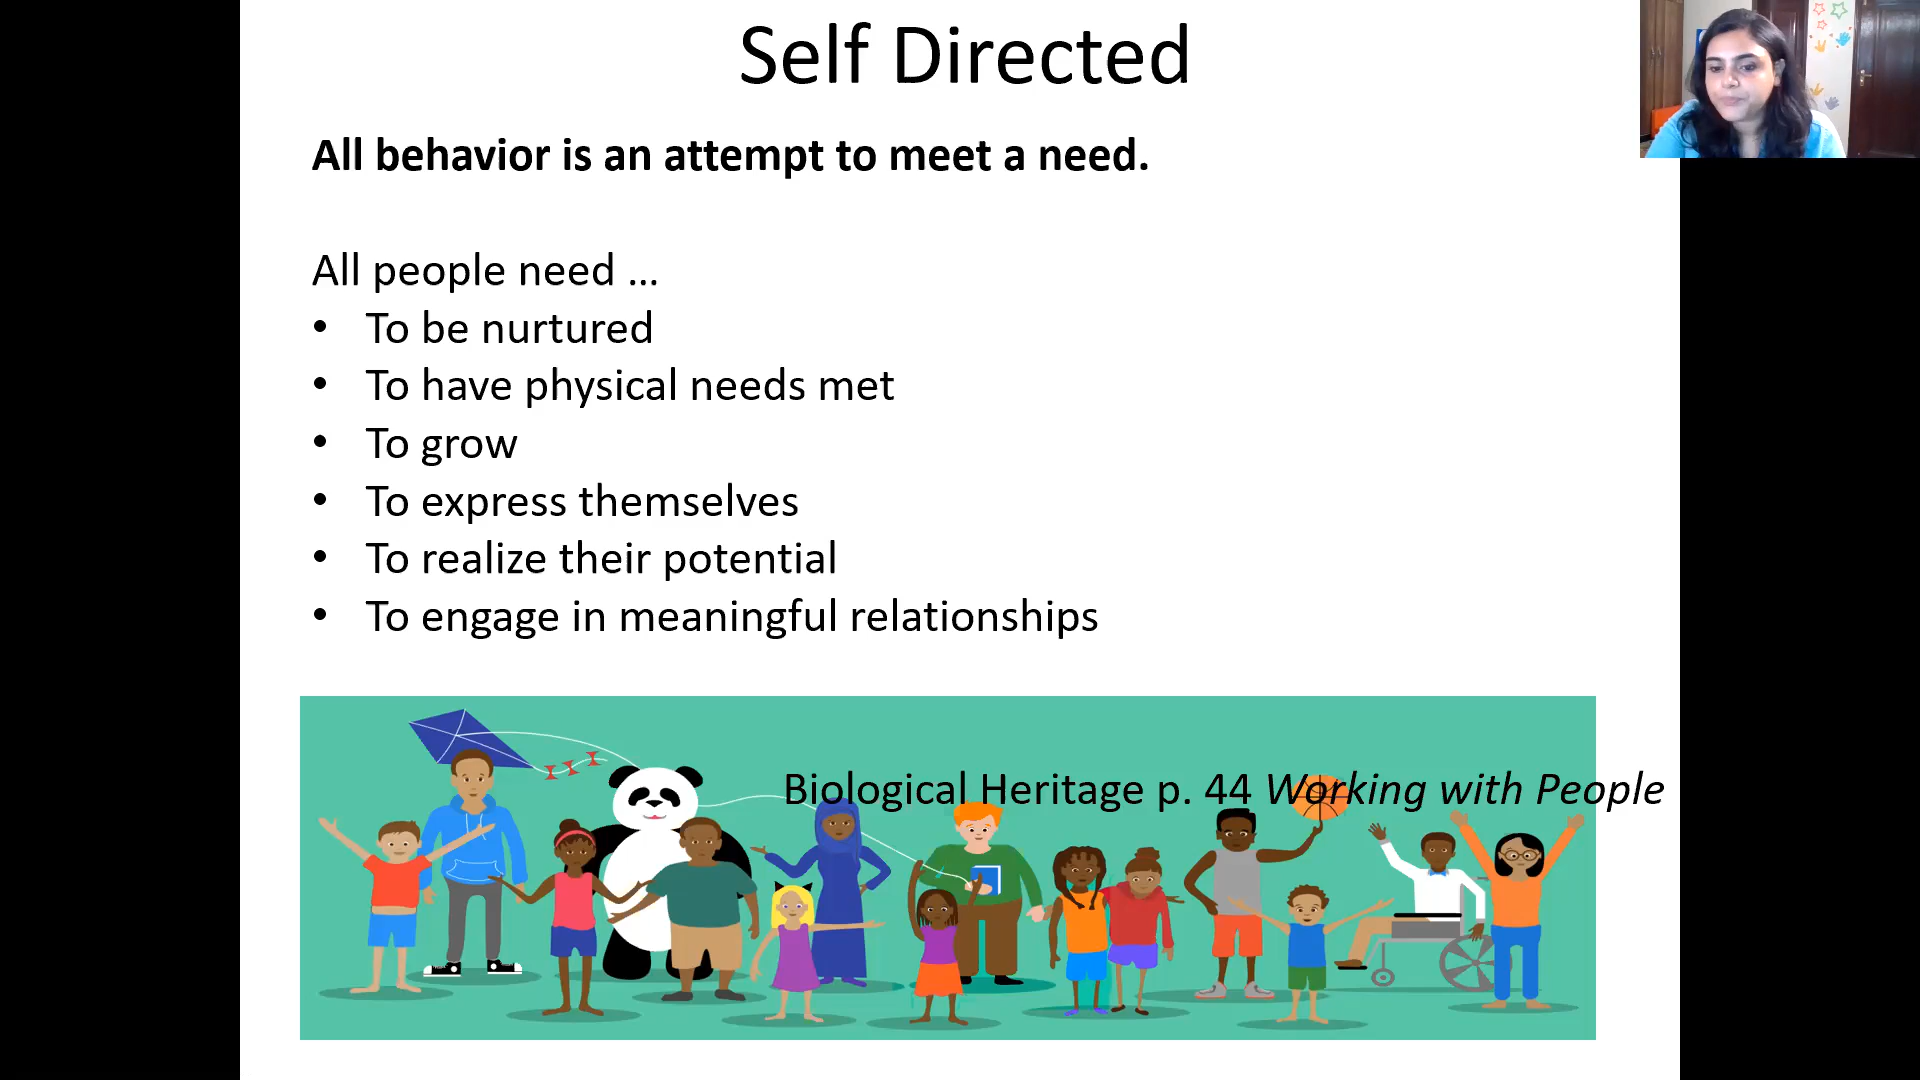 Self Directed
All behavior is an attempt to meet a need.
All people need ...
• To be nurtured
• To have physical needs met
• To grow
• To express themselves
• To realize their potential
• To engage in meaningful relationships
Biological Heritage p. 44 Working with People